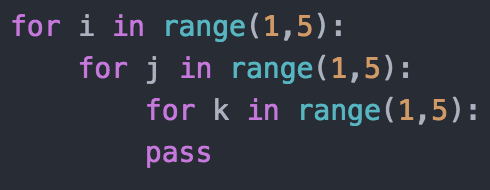 for i in range(1,5):
    for j in range(1,5):
        for k in range(1,5):
        pass